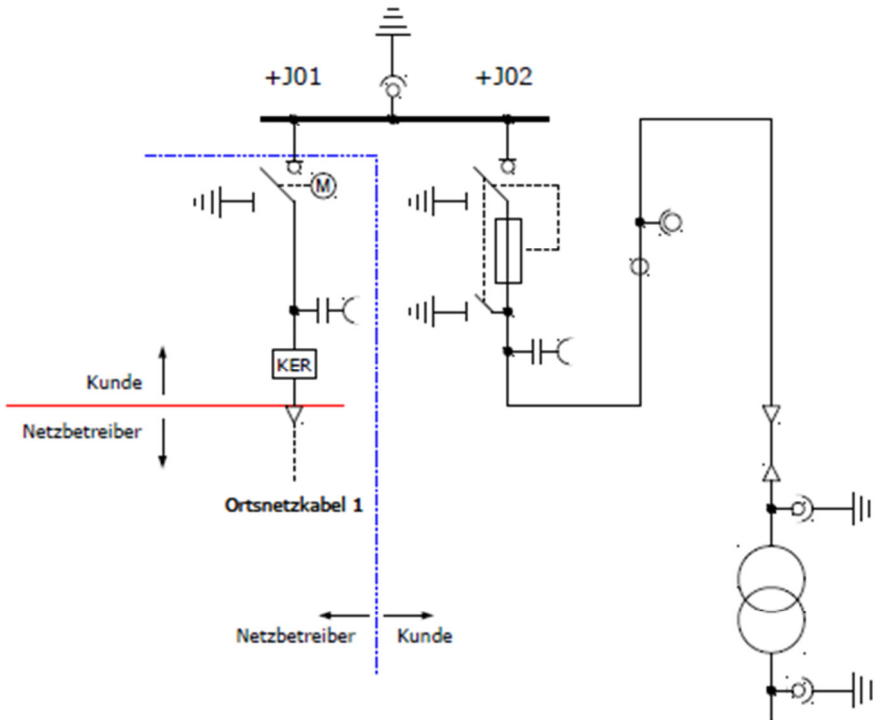 +J01
+J02
M
KER
Kunde
Netzbetreiber
Ortsnetzkabel 1
Netzbetreiber
Kunde